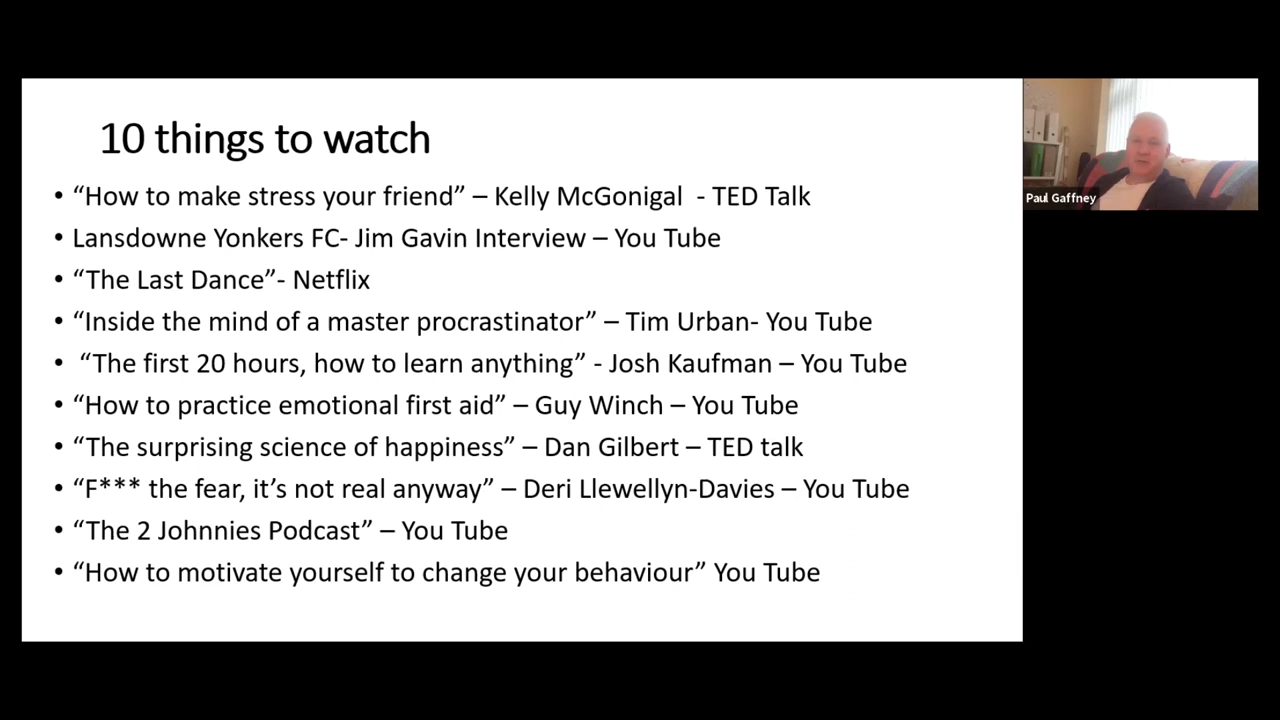 10 things to watch
• “How to make stress your friend” – Kelly McGonigal - TED Talk
• Lansdowne Yonkers FC- Jim Gavin Interview – You Tube
• “The Last Dance”- Netflix
• “Inside the mind of a master procrastinator” – Tim Urban- You Tube
• “The first 20 hours, how to learn anything” - Josh Kaufman – You Tube
• “How to practice emotional first aid” – Guy Winch – You Tube
• “The surprising science of happiness” – Dan Gilbert – TED talk
• “F*** the fear, it’s not real anyway” – Deri Llewellyn-Davies – You Tube
• “The 2 Johnnies Podcast” – You Tube
• “How to motivate yourself to change your behaviour” You Tube
Paul Gaffney